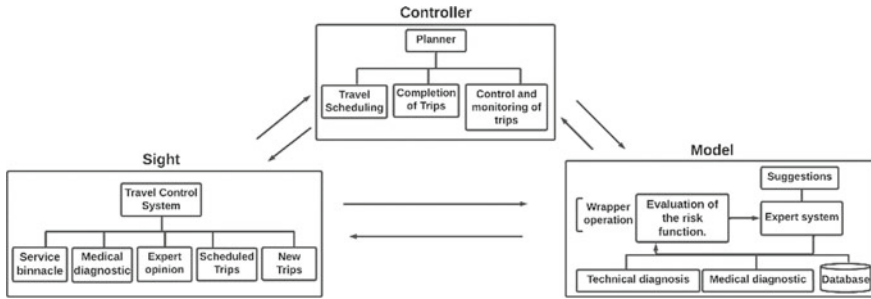 Controller
Planner
Travel
Scheduling
Completion
of Trips
Control and
monitoring of
trips
Sight
Travel Control
System
Service
binnacle
Medical
diagnostic
Expert
opinion
Scheduled
Trips
New
Trips
Model
Suggestions
Wrapper
operation
Evaluation of
the risk
function.
Expert system
Technical diagnosis
Medical diagnostic
Database